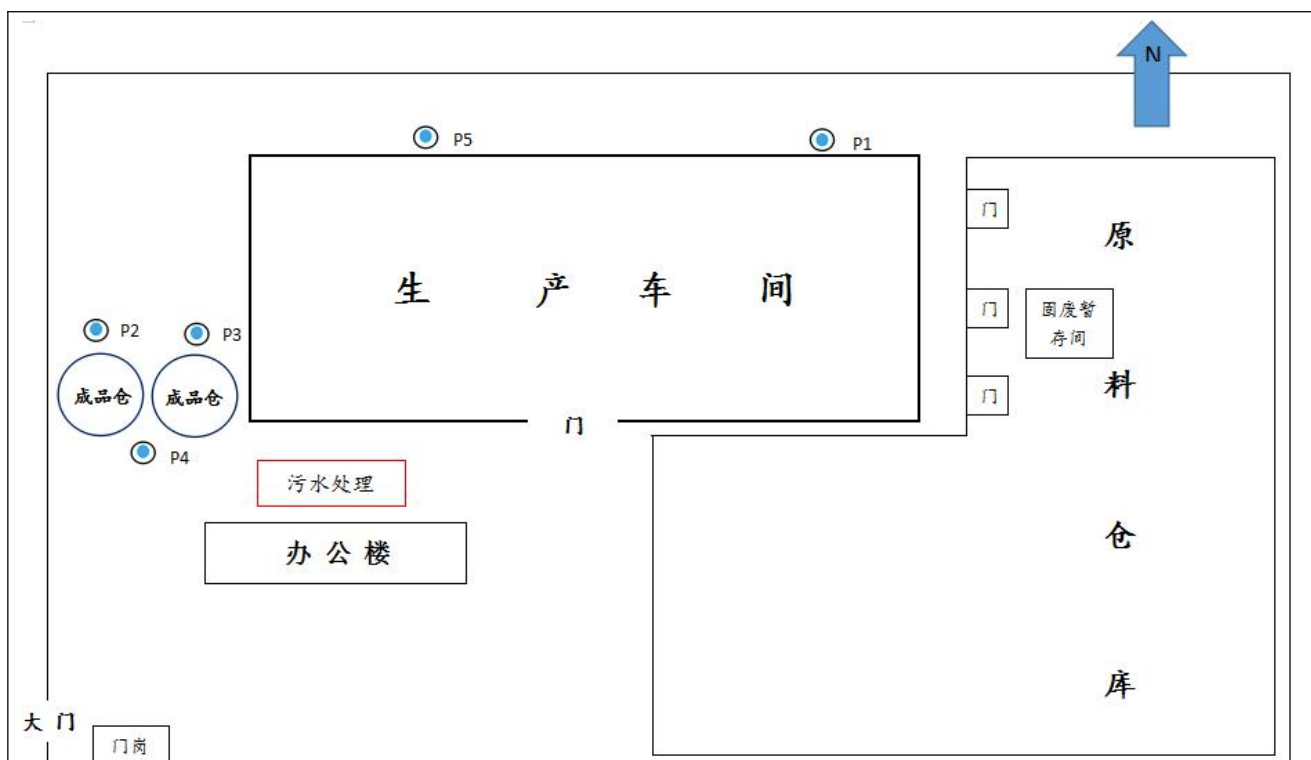 N
P5
P1
门
原
生 产 车 间
门
固废暂
存间
P2
P3
门
料
成品仓
成品仓
门
P4
污水处理
办公楼
仓
库
大门
门岗